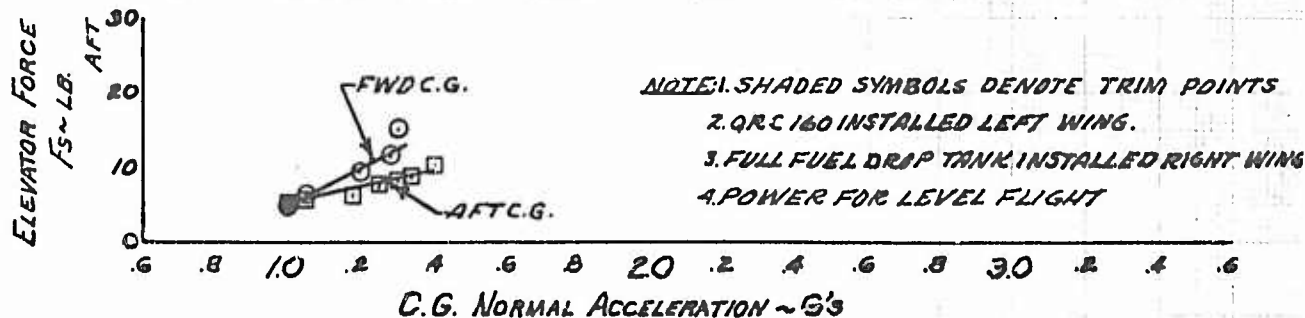 ELEVATOR FORCE
FS~LB.
AFT
30
20
10
0
FWD C.G.
AFT C.G.
NOTE:1. SHADED SYMBOLS DENOTE TRIM POINTS
2. QRC 160 INSTALLED LEFT WING.
3. FULL FUEL DROP TANK INSTALLED RIGHT WING
4. POWER FOR LEVEL FLIGHT
.6 .8 1.0 .2 .4 .6 .8 2.0 .2 .4 .6 .8 3.0 .2 .4 .6
C.G. NORMAL ACCELERATION ~ G'S